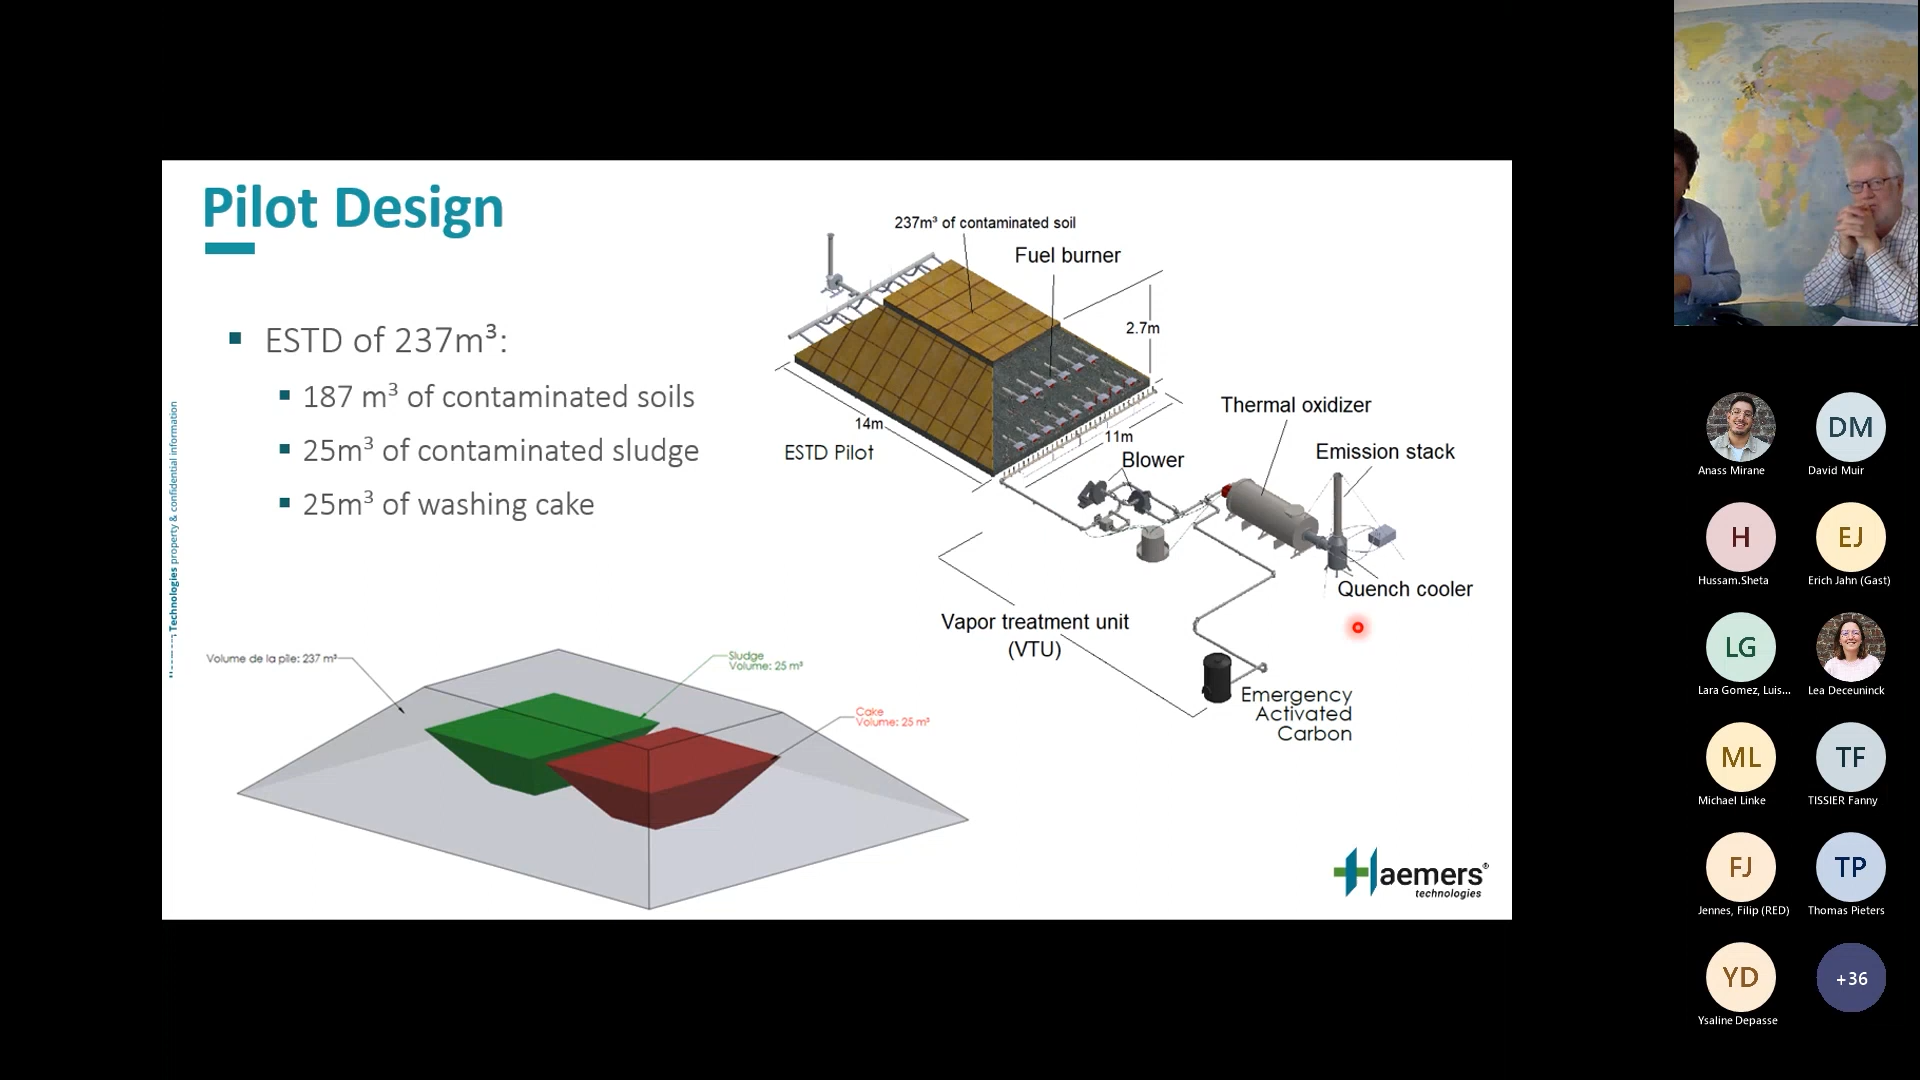 Pilot Design
ESTD of 237m³:
187 m³ of contaminated soils
25m³ of contaminated sludge
25m³ of washing cake
Technologies property & confidential information
237m³ of contaminated soil
Fuel burner
2.7m
14m
11m
ESTD Pilot
Thermal oxidizer
Blower
Emission stack
Quench cooler
Vapor treatment unit
(VTU)
Emergency
Activated
Carbon
Volume de la pile: 237 m³
Sludge
Volume: 25 m³
Cake
Volume: 25 m³
Haemers®
technologies
Anass Mirane
DM
David Muir
H
Hussam.Sheta
EJ
Erich Jahn (Gast)
LG
Lara Gomez, Luis...
Lea Deceuninck
ML
Michael Linke
TF
TISSIER Fanny
FJ
Jennes, Filip (RED)
TP
Thomas Pieters
YD
Ysaline Depasse
+36